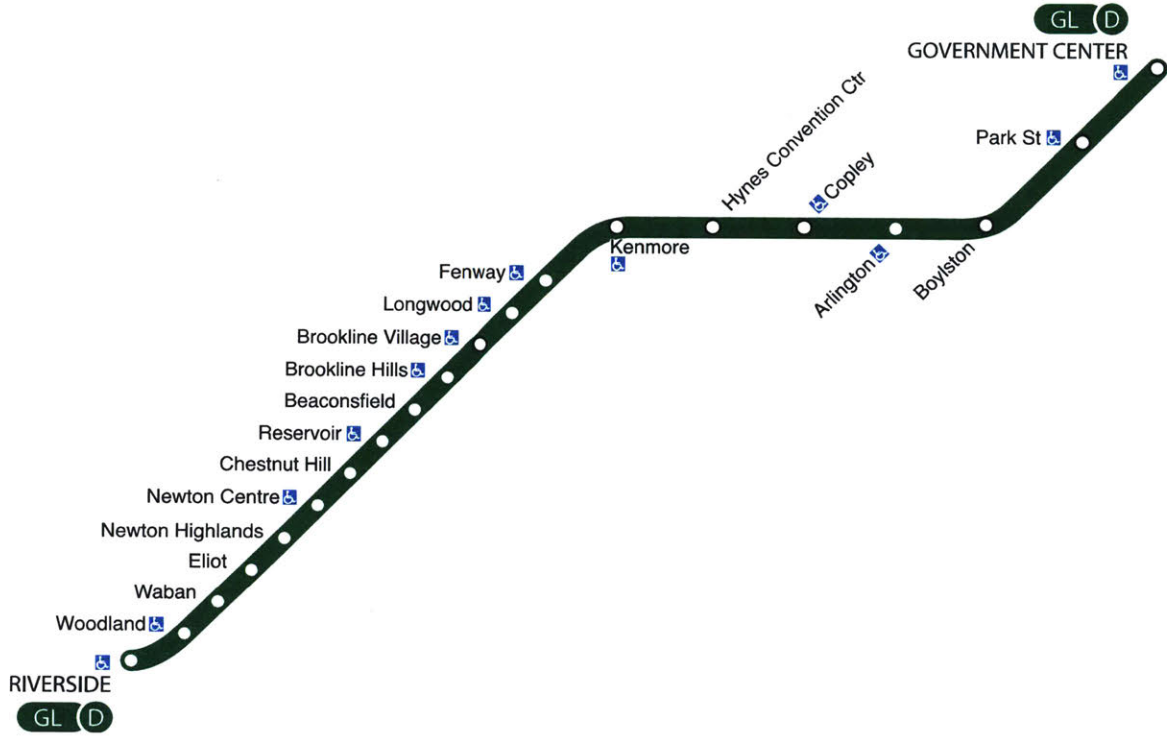 GL D
GOVERNMENT CENTER
Park St
Hynes Convention Ctr
Copley
Arlington
Boylston
Kenmore
Fenway
Longwood
Brookline Village
Brookline Hills
Beaconsfield
Reservoir
Chestnut Hill
Newton Centre
Newton Highlands
Eliot
Waban
Woodland
RIVERSIDE
GL D